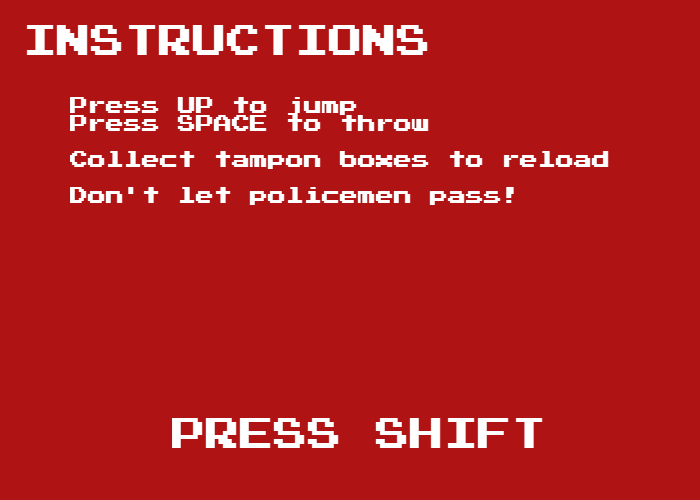 INSTRUCTIONS
Press UP to jump
Press SPACE to throw
Collect tampon boxes to reload
Don't let policemen pass!
PRESS SHIFT